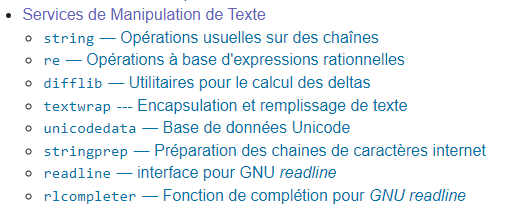 Services de Manipulation de Texte
string — Opérations usuelles sur des chaînes
re — Opérations à base d'expressions rationnelles
difflib — Utilitaires pour le calcul des deltas
textwrap --- Encapsulation et remplissage de texte
unicodedata — Base de données Unicode
stringprep — Préparation des chaines de caractères internet
readline — interface pour GNU readline
rlcompleter — Fonction de complétion pour GNU readline